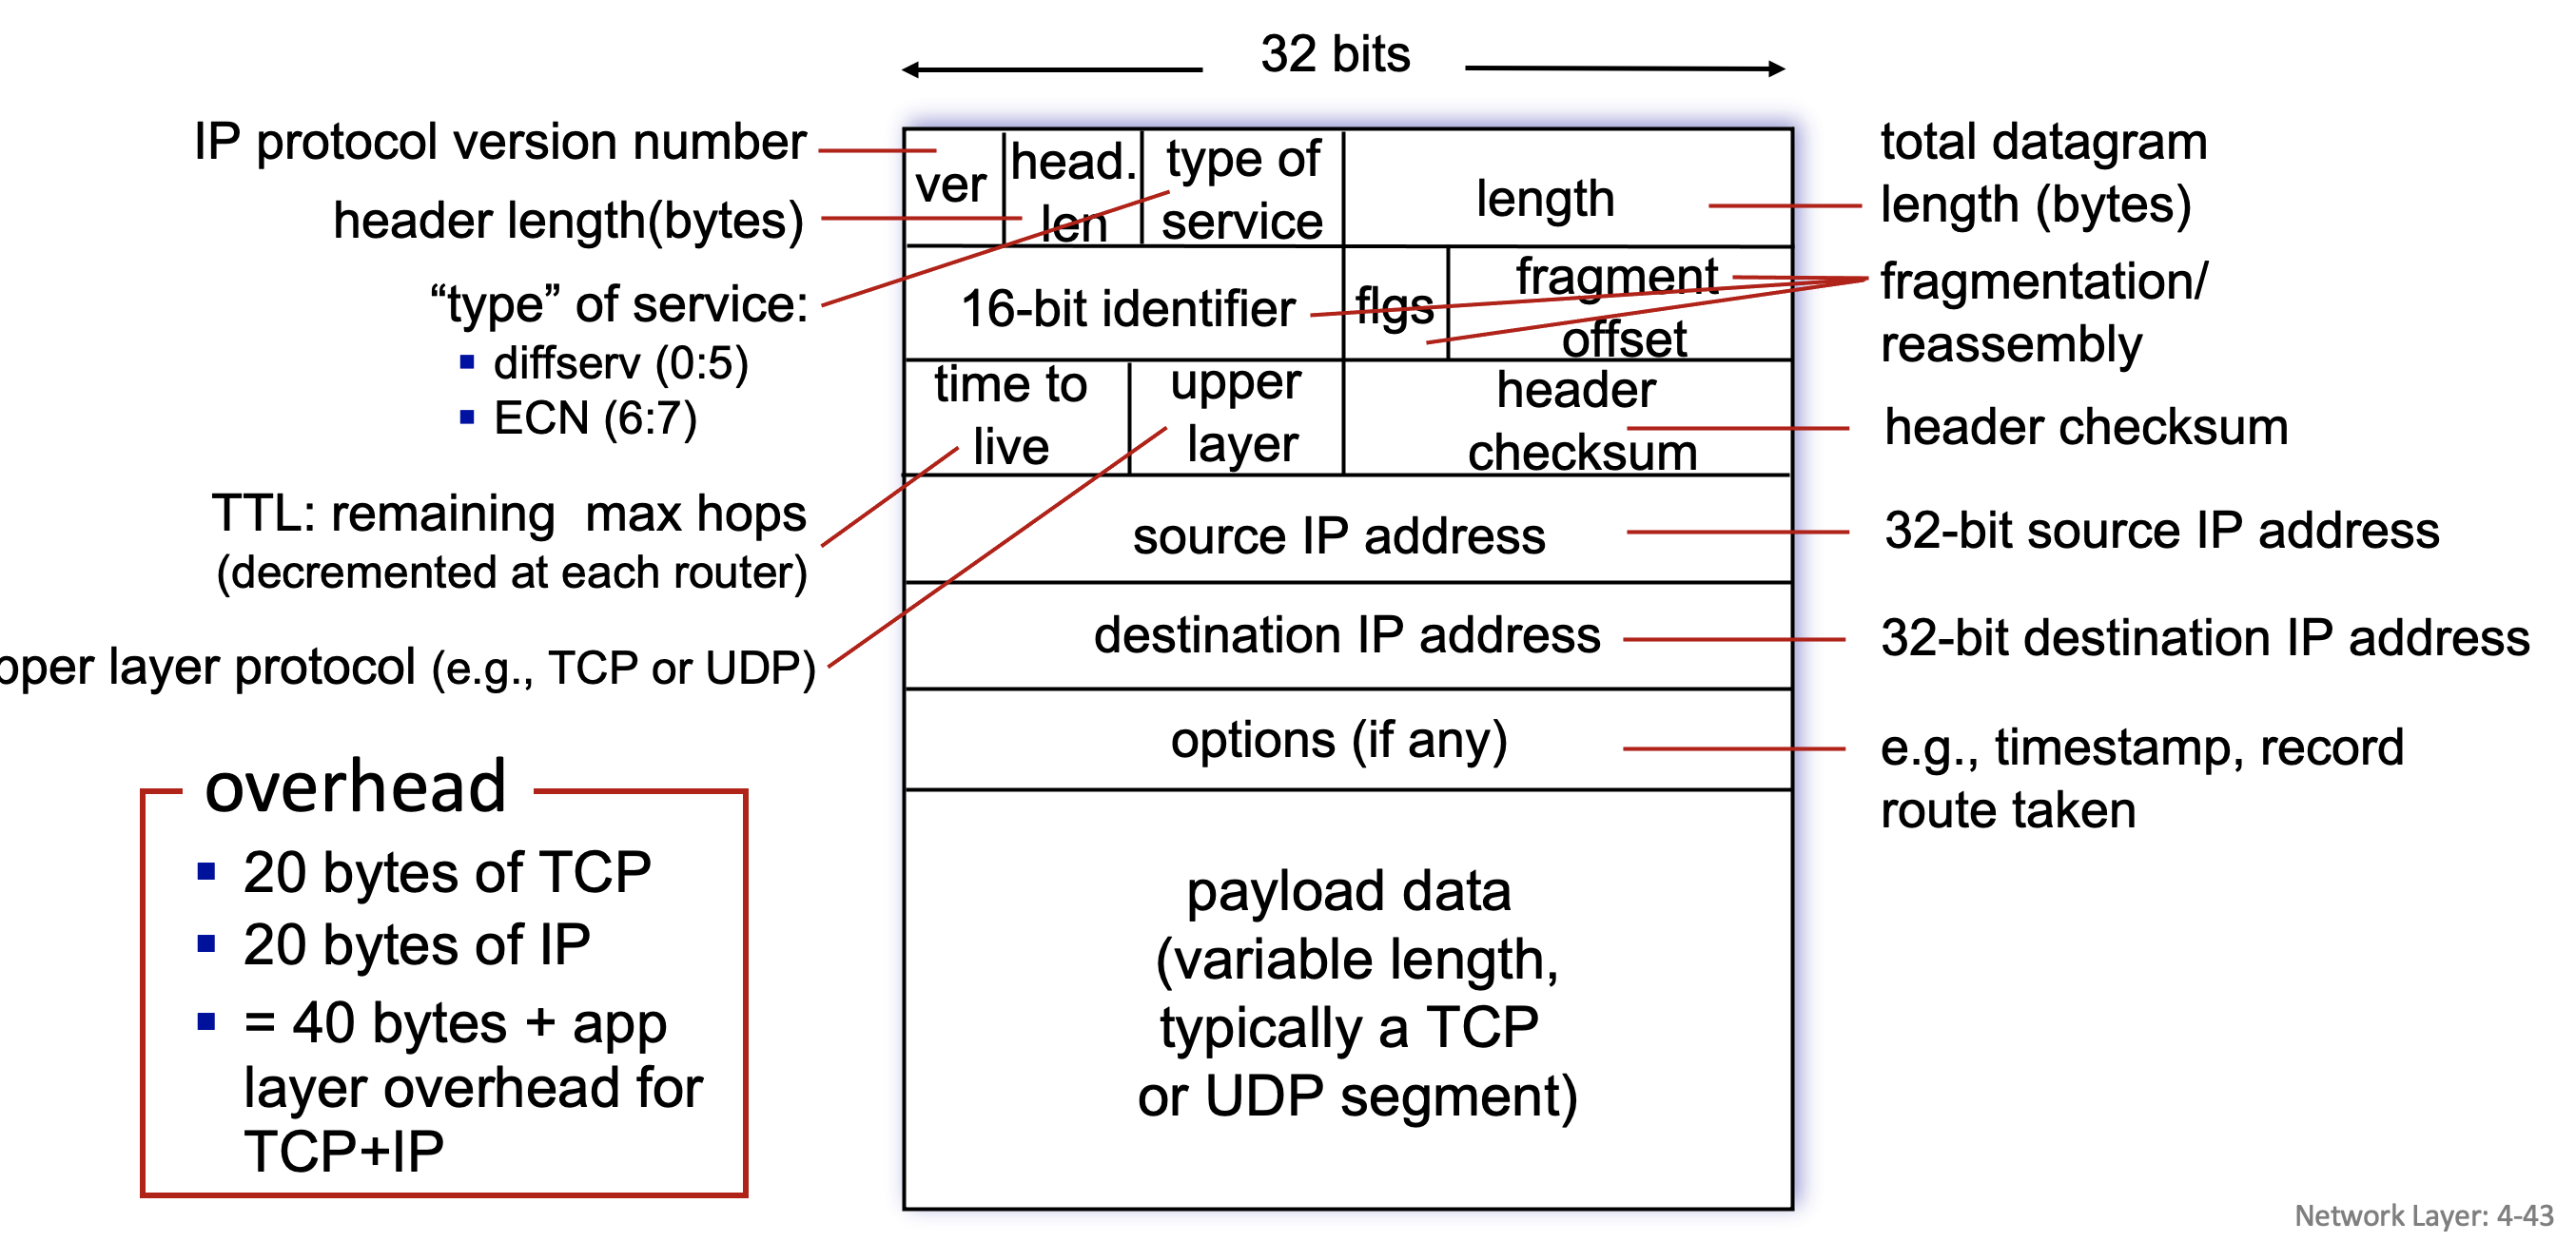 32 bits
IP protocol version number
header length(bytes)
“type” of service:
▪ diffserv (0:5)
▪ ECN (6:7)
TTL: remaining  max hops
(decremented at each router)
layer protocol (e.g., TCP or UDP)
overhead
▪ 20 bytes of TCP
▪ 20 bytes of IP
▪ = 40 bytes + app
layer overhead for
TCP+IP
ver
head.
len
type of
service
length
16-bit identifier
flgs
fragment
offset
time to
live
upper
layer
header
checksum
source IP address
destination IP address
options (if any)
payload data
(variable length,
typically a TCP
or UDP segment)
total datagram
length (bytes)
fragmentation/
reassembly
header checksum
32-bit source IP address
32-bit destination IP address
e.g., timestamp, record
route taken
Network Layer: 4-43